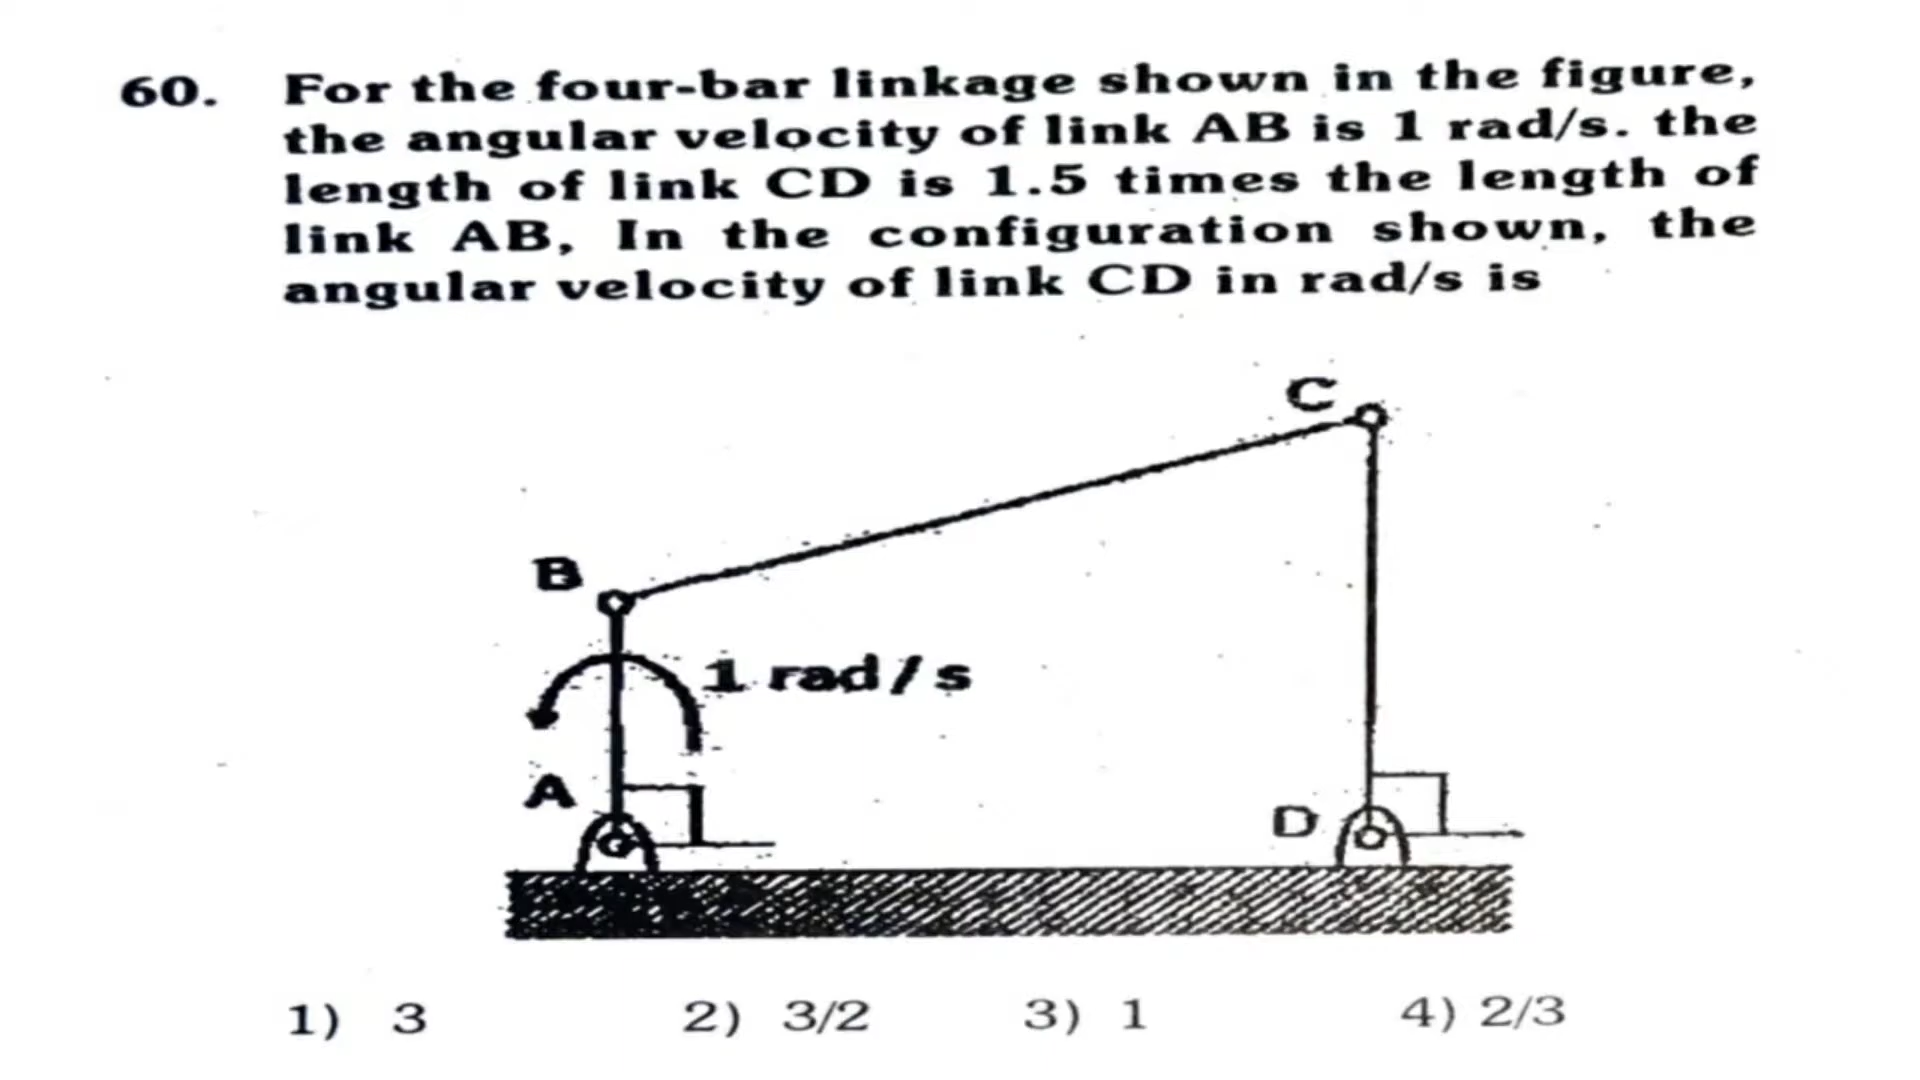 60. For the four-bar linkage shown in the figure,
the angular velocity of link AB is 1 rad/s. the
length of link CD is 1.5 times the length of
link AB, In the configuration shown, the
angular velocity of link CD in rad/s is
C
B
1 rad/s
A
D
1) 3 2) 3/2 3) 1 4) 2/3